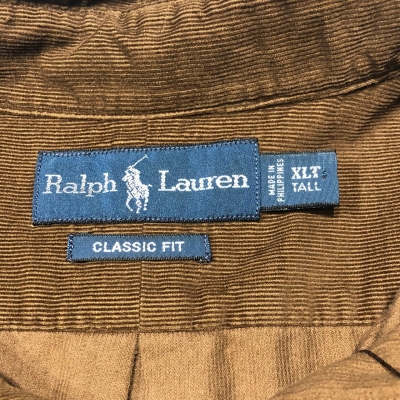 Ralph Lauren
MADE IN
PHILIPPINES
XLT
TALL
CLASSIC FIT